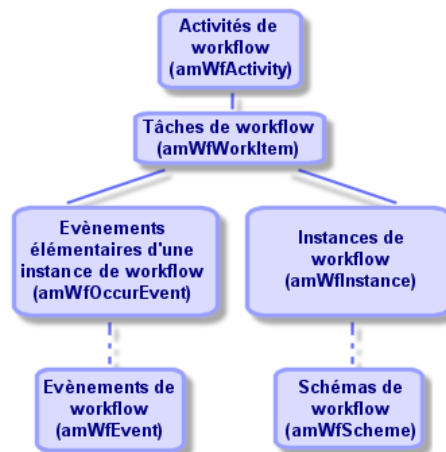 Activités de
workflow
(amWfActivity)
Tâches de workflow
(amWfWorkItem)
Evènements
élémentaires d'une
instance de workflow
(amWfOccurEvent)
Instances de
workflow
(amWfInstance)
Evènements de
workflow
(amWfEvent)
Schémas de
workflow
(amWfScheme)